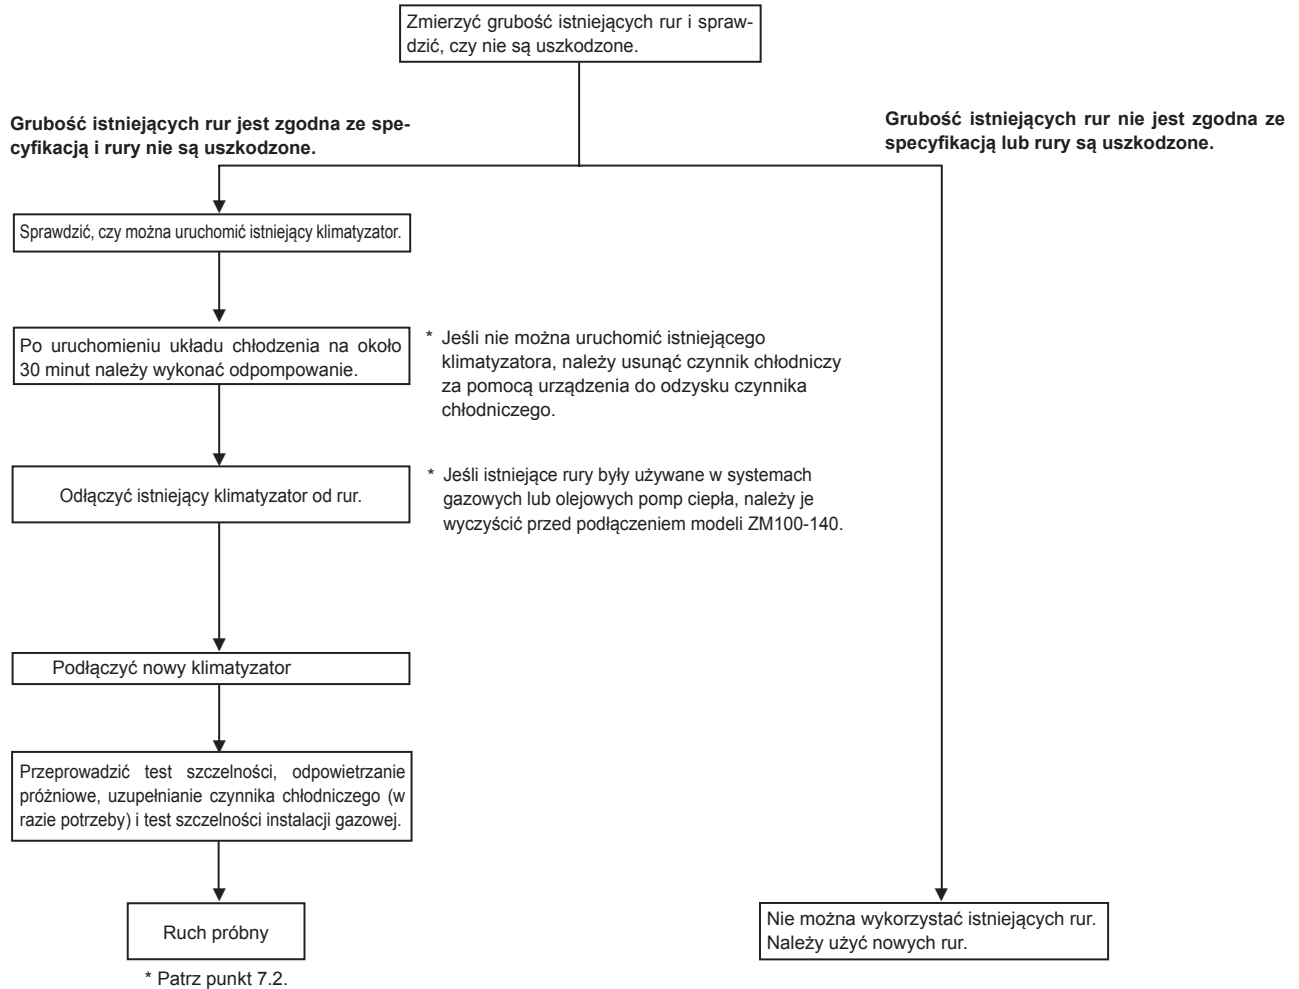 Zmierzyć grubość istniejących rur i spraw-
dzić, czy nie są uszkodzone.
Grubość istniejących rur jest zgodna ze spe-
cyfikacją i rury nie są uszkodzone.
Grubość istniejących rur nie jest zgodna ze
specyfikacją lub rury są uszkodzone.
Sprawdzić, czy można uruchomić istniejący klimatyzator.
Po uruchomieniu układu chłodzenia na około
30 minut należy wykonać odpompowanie.
* Jeśli nie można uruchomić istniejącego
klimatyzatora, należy usunąć czynnik chłodniczy
za pomocą urządzenia do odzysku czynnika
chłodniczego.
Odłączyć istniejący klimatyzator od rur.
* Jeśli istniejące rury były używane w systemach
gazowych lub olejowych pomp ciepła, należy je
wyczyścić przed podłączeniem modeli ZM100-140.
Podłączyć nowy klimatyzator
Przeprowadzić test szczelności, odpowietrzanie
próżniowe, uzupełnianie czynnika chłodniczego (w
razie potrzeby) i test szczelności instalacji gazowej.
Ruch próbny
* Patrz punkt 7.2.
Nie można wykorzystać istniejących rur.
Należy użyć nowych rur.